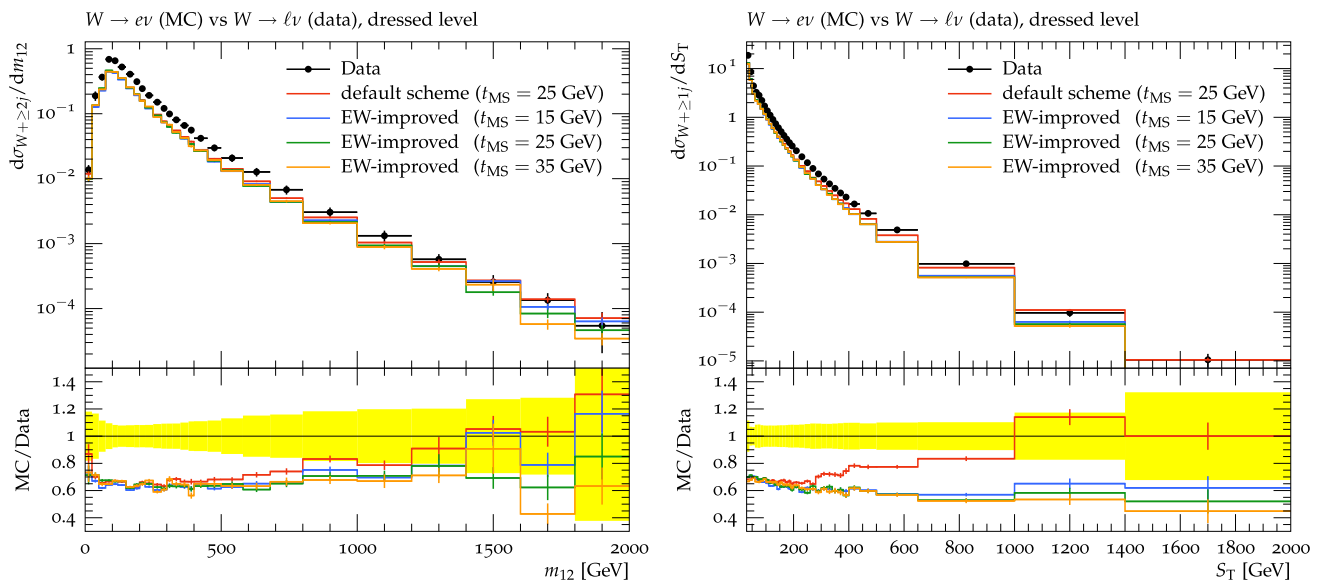 W → eν (MC) vs W → ℓν (data), dressed level
dσ_{W+≥2j}/dm₁₂
1
10⁻¹
10⁻²
10⁻³
10⁻⁴
Data
default scheme (t_MS = 25 GeV)
EW-improved (t_MS = 15 GeV)
EW-improved (t_MS = 25 GeV)
EW-improved (t_MS = 35 GeV)
MC/Data
1.4
1.2
1
0.8
0.6
0.4
0 500 1000 1500 2000
m₁₂ [GeV]
W → eν (MC) vs W → ℓν (data), dressed level
dσ_{W+≥1j}/dS_T
10¹
1
10⁻¹
10⁻²
10⁻³
10⁻⁴
10⁻⁵
Data
default scheme (t_MS = 25 GeV)
EW-improved (t_MS = 15 GeV)
EW-improved (t_MS = 25 GeV)
EW-improved (t_MS = 35 GeV)
MC/Data
1.4
1.2
1
0.8
0.6
0.4
200 400 600 800 1000 1200 1400 1600 1800 2000
S_T [GeV]